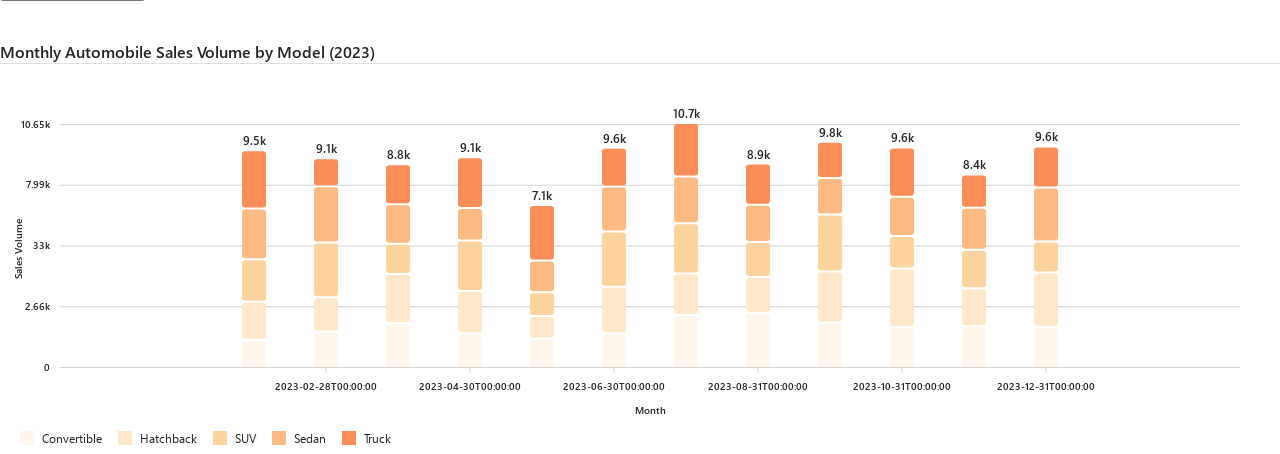 Monthly Automobile Sales Volume by Model (2023)
10.7k
10.65k
9.5k
9.1k
8.8k
9.1k
7.1k
9.6k
8.9k
9.8k
9.6k
8.4k
9.6k
7.99k
33k
2.66k
0
Sales Volume
2023-02-28T00:00:00
2023-04-30T00:00:00
2023-06-30T00:00:00
2023-08-31T00:00:00
2023-10-31T00:00:00
2023-12-31T00:00:00
Month
Convertible
Hatchback
SUV
Sedan
Truck